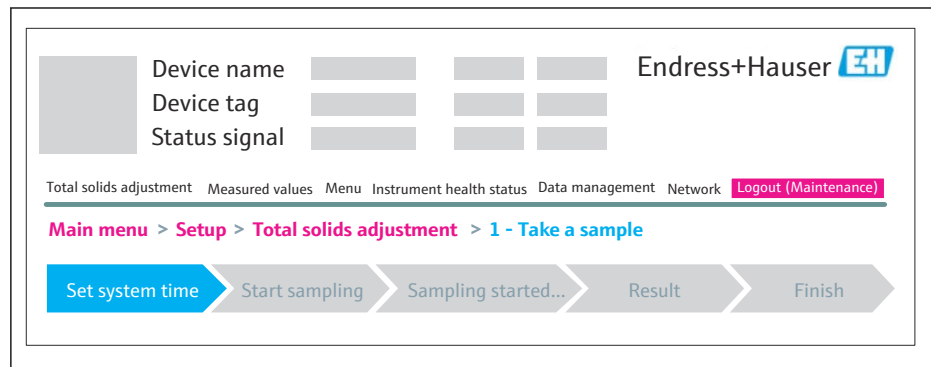 Device name
Endress+Hauser EH
Device tag
Status signal
Total solids adjustment Measured values Menu Instrument health status Data management Network Logout (Maintenance)
Main menu > Setup > Total solids adjustment > 1 - Take a sample
Set system time Start sampling Sampling started... Result Finish